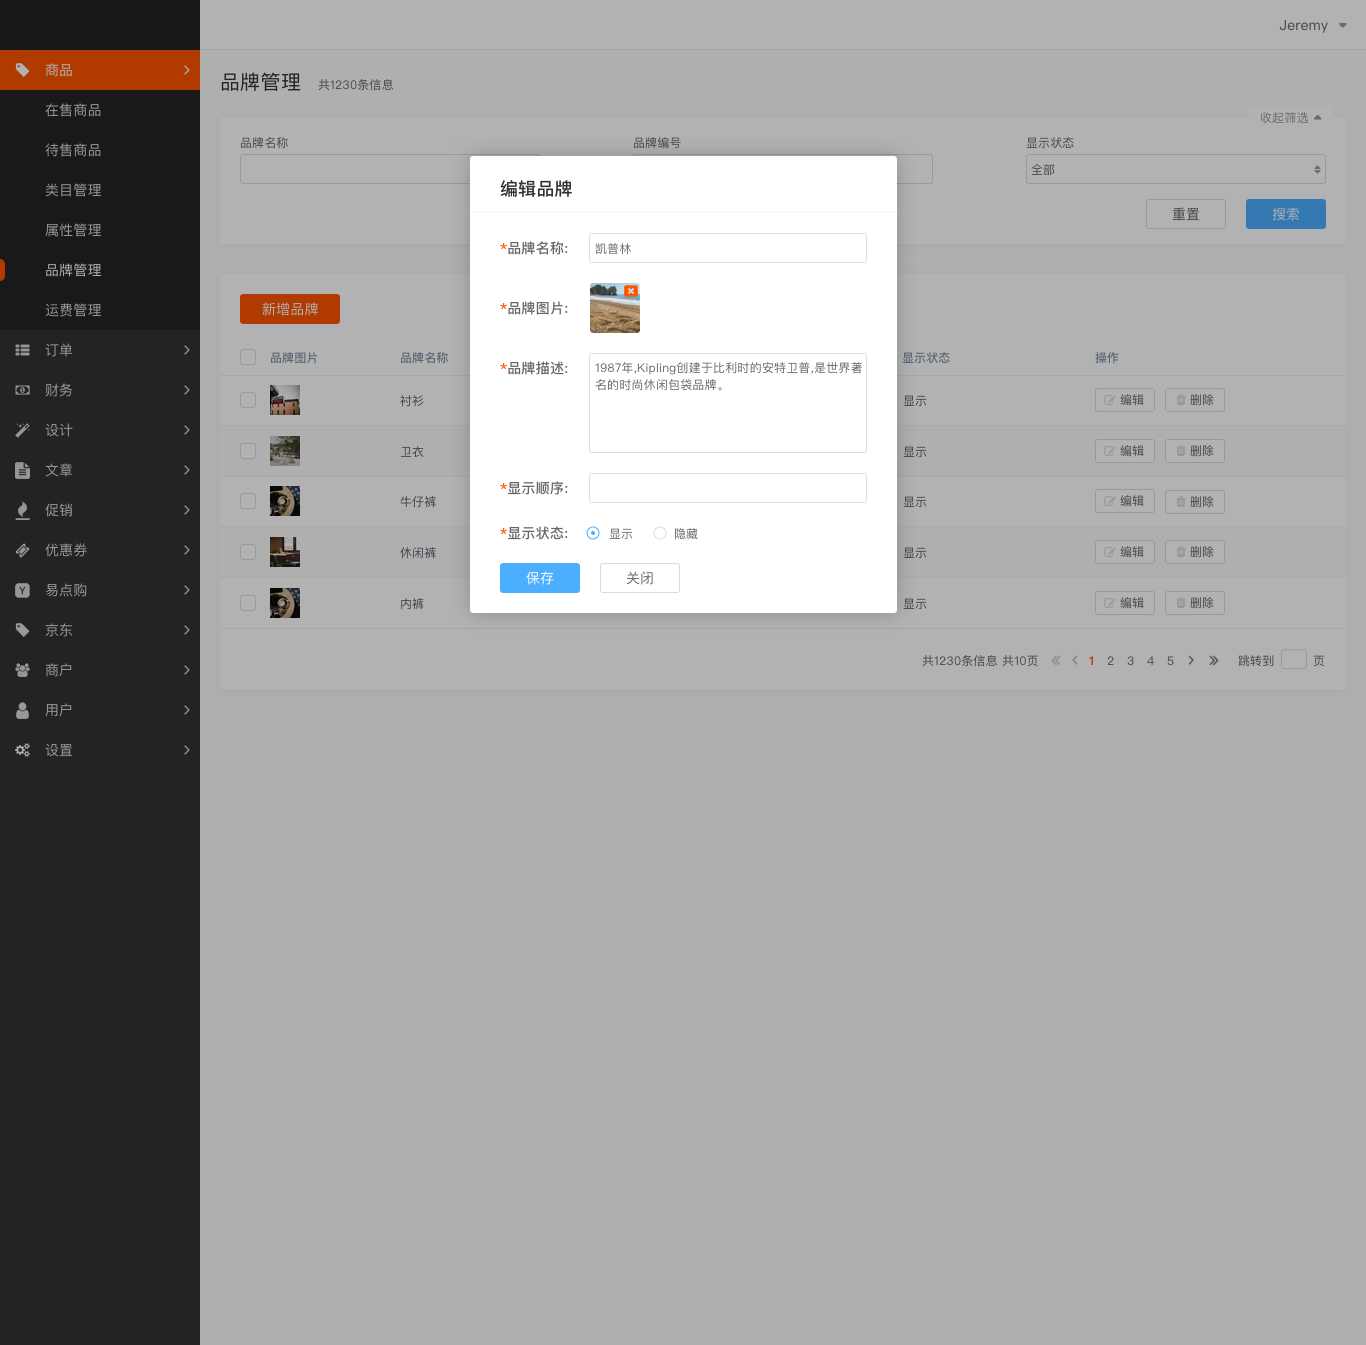 Jeremy
商品
在售商品
待售商品
类目管理
属性管理
品牌管理
运费管理
订单
财务
设计
文章
促销
优惠券
易点购
京东
商户
用户
设置
品牌管理 共1230条信息
收起筛选
品牌名称 品牌编号 显示状态
全部
重置 搜索
新增品牌
品牌图片 品牌名称 显示状态 操作
衬衫 显示 编辑 删除
卫衣 显示 编辑 删除
牛仔裤 显示 编辑 删除
休闲裤 显示 编辑 删除
内裤 显示 编辑 删除
共1230条信息 共10页 1 2 3 4 5 跳转到 页
编辑品牌
*品牌名称: 凯普林
*品牌图片:
*品牌描述: 1987年,Kipling创建于比利时的安特卫普,是世界著
名的时尚休闲包袋品牌。
*显示顺序:
*显示状态: 显示 隐藏
保存 关闭